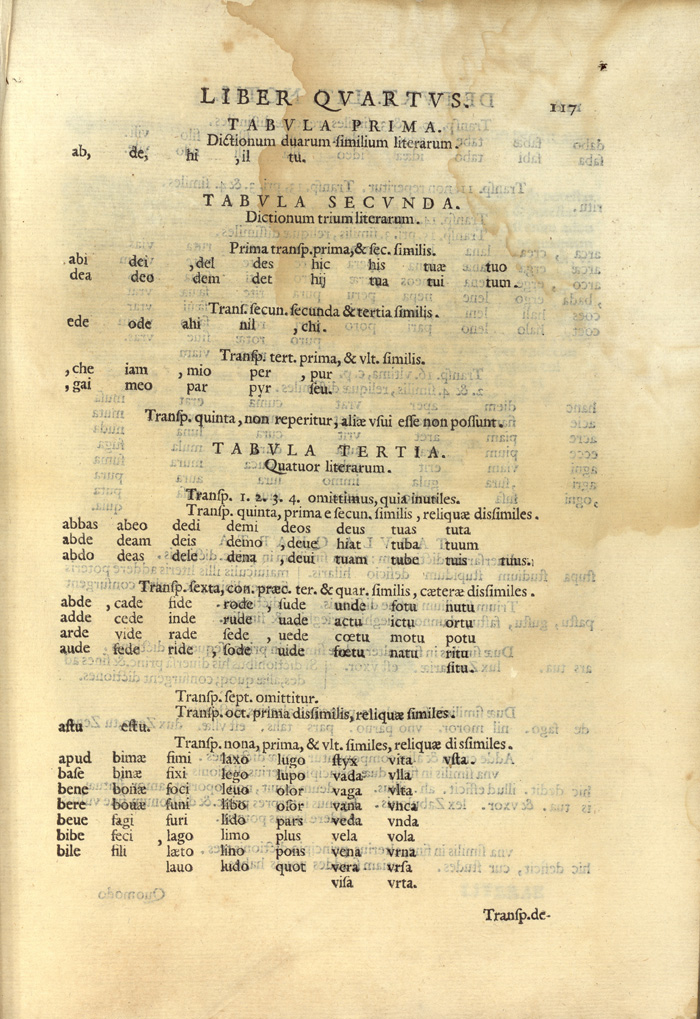 LIBER QVARTVS. 117
TABVLA PRIMA.
Dictionum duarum similium literarum.
ab, de, hi , il tu.
TABVLA SECVNDA.
Dictionum trium literarum.
Prima transp. prima, & sec. similis.
abi dei , del des hic his tuæ tuo
dea deo dem det hij tua tui tum.
Trans. secun. secunda & tertia similis.
ede ode ahi nil , chi.
Transp. tert. prima, & vlt. similis.
, che iam , mio per , pur
, gai meo par pyr seu.
Transp. quinta, non reperitur, aliæ vsui esse non possunt.
TABVLA TERTIA.
Quatuor literarum.
Transp. 1. 2. 3. 4. omittimus, quia inutiles.
Transp. quinta, prima e secun. similis, reliquæ dissimiles.
abbas abeo dedi demi deos deus tuas tuta
abde deam deis demo , deue hiat tuba tuum
abdo deas dele dena , deui tuam tube tuis tuius.
Transp. sexta, con. præc. ter. & quar. similis, cæteræ dissimiles.
abde , cade fide rode , sude unde fotu nutu
adde cede inde rude uade actu ictu ortu
arde vide rade sede , uede cœtu motu potu
aude fede ride , sode uide fœtu natu ritu
situ.
Transp. sept. omittitur.
Transp. oct. prima dissimilis, reliquæ similes.
astu estu.
Transp. nona, prima, & vlt. similes, reliquæ dissimiles.
apud bimæ fimi laxo lugo styx vita vsta.
base binæ fixi lego lupo vada vlla
bene bonæ foci leuo olor vaga vlta
bere bouæ funi libo osor vana vnca
beue fagi furi lido pars veda vnda
bibe feci , lago limo plus vela vola
bile fili læto lino pons vena vrna
lauo ludo quot vera vrsa
visa vrta.
Transp. de-